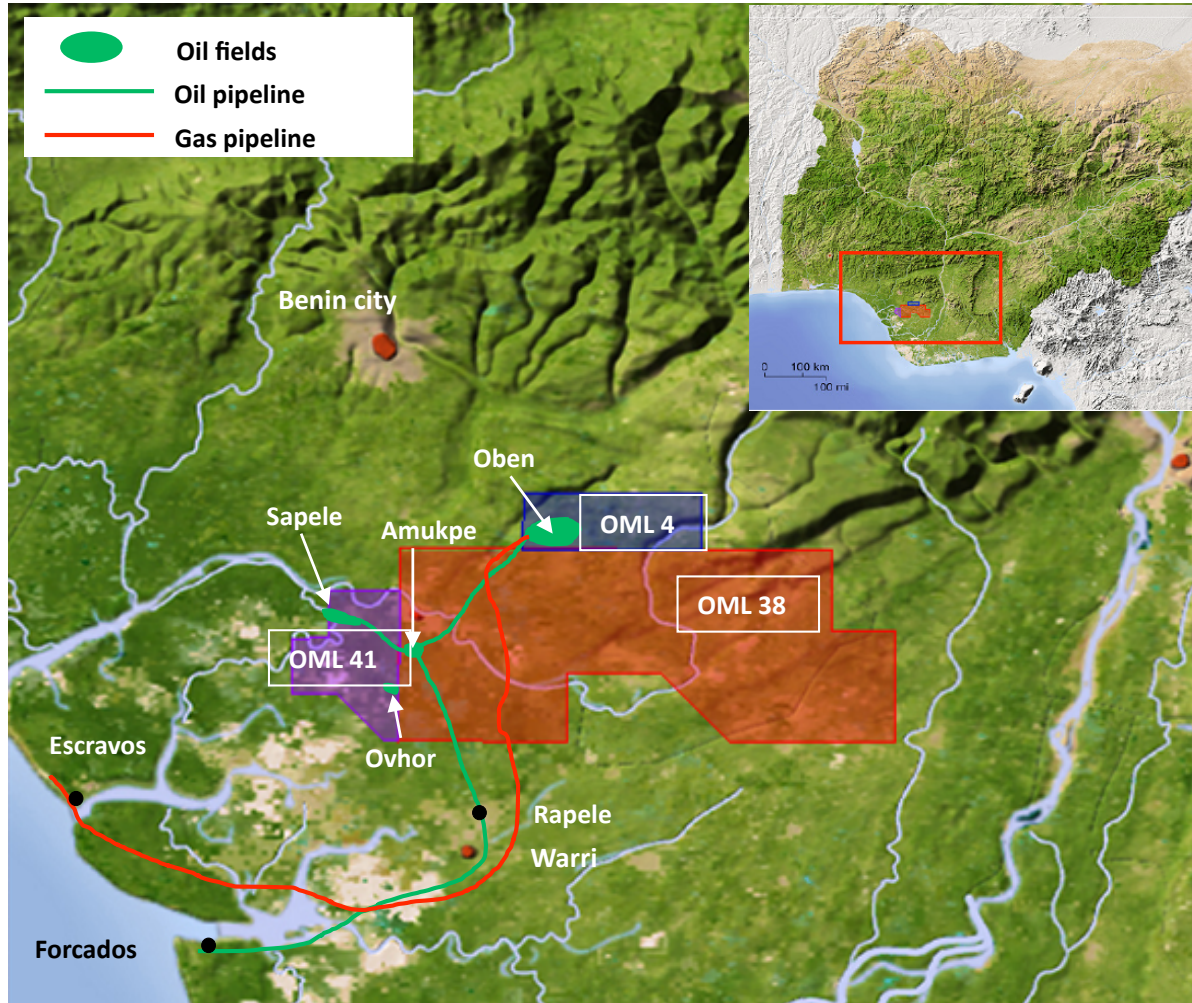 Oil fields
Oil pipeline
Gas pipeline
0 100 km
100 mi
Benin city
Oben
OML 4
Sapele
Amukpe
OML 38
OML 41
Ovhor
Escravos
Rapele
Warri
Forcados